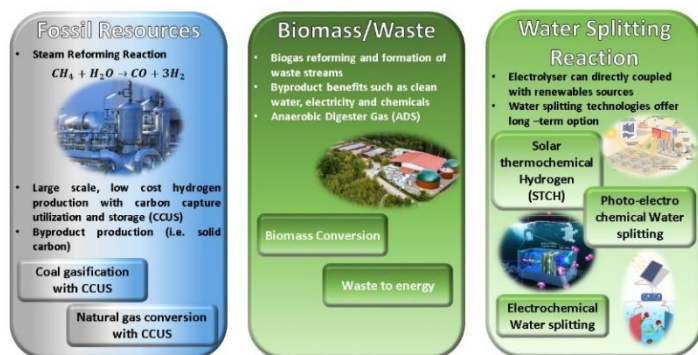 Fossil Resources
• Steam Reforming Reaction
CH₄ + H₂O → CO + 3H₂
• Large scale, low cost hydrogen
production with carbon capture
utilization and storage (CCUS)
• Byproduct production (i.e. solid
carbon)
Coal gasification
with CCUS
Natural gas conversion
with CCUS
Biomass/Waste
• Biogas reforming and formation of
waste streams
• Byproduct benefits such as clean
water, electricity and chemicals
• Anaerobic Digester Gas (ADS)
Biomass Conversion
Waste to energy
Water Splitting
Reaction
• Electrolyser can directly coupled
with renewables sources
• Water splitting technologies offer
long –term option
Solar
thermochemical
Hydrogen
(STCH)
Photo-electro
chemical Water
splitting
Electrochemical
Water splitting